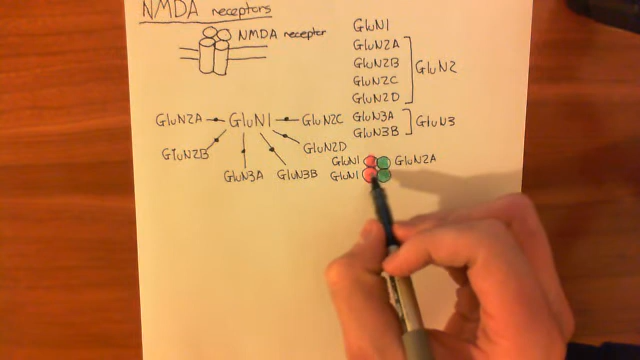 NMDA receptors
NMDA receptor
GluN1
GluN2A
GluN2B
GluN2C
GluN2D
GluN2
GluN3A
GluN3B
GluN3
GluN2A GluN1 GluN2C
GluN2B GluN2D
GluN3A GluN3B
GluN1 GluN2A
GluN1